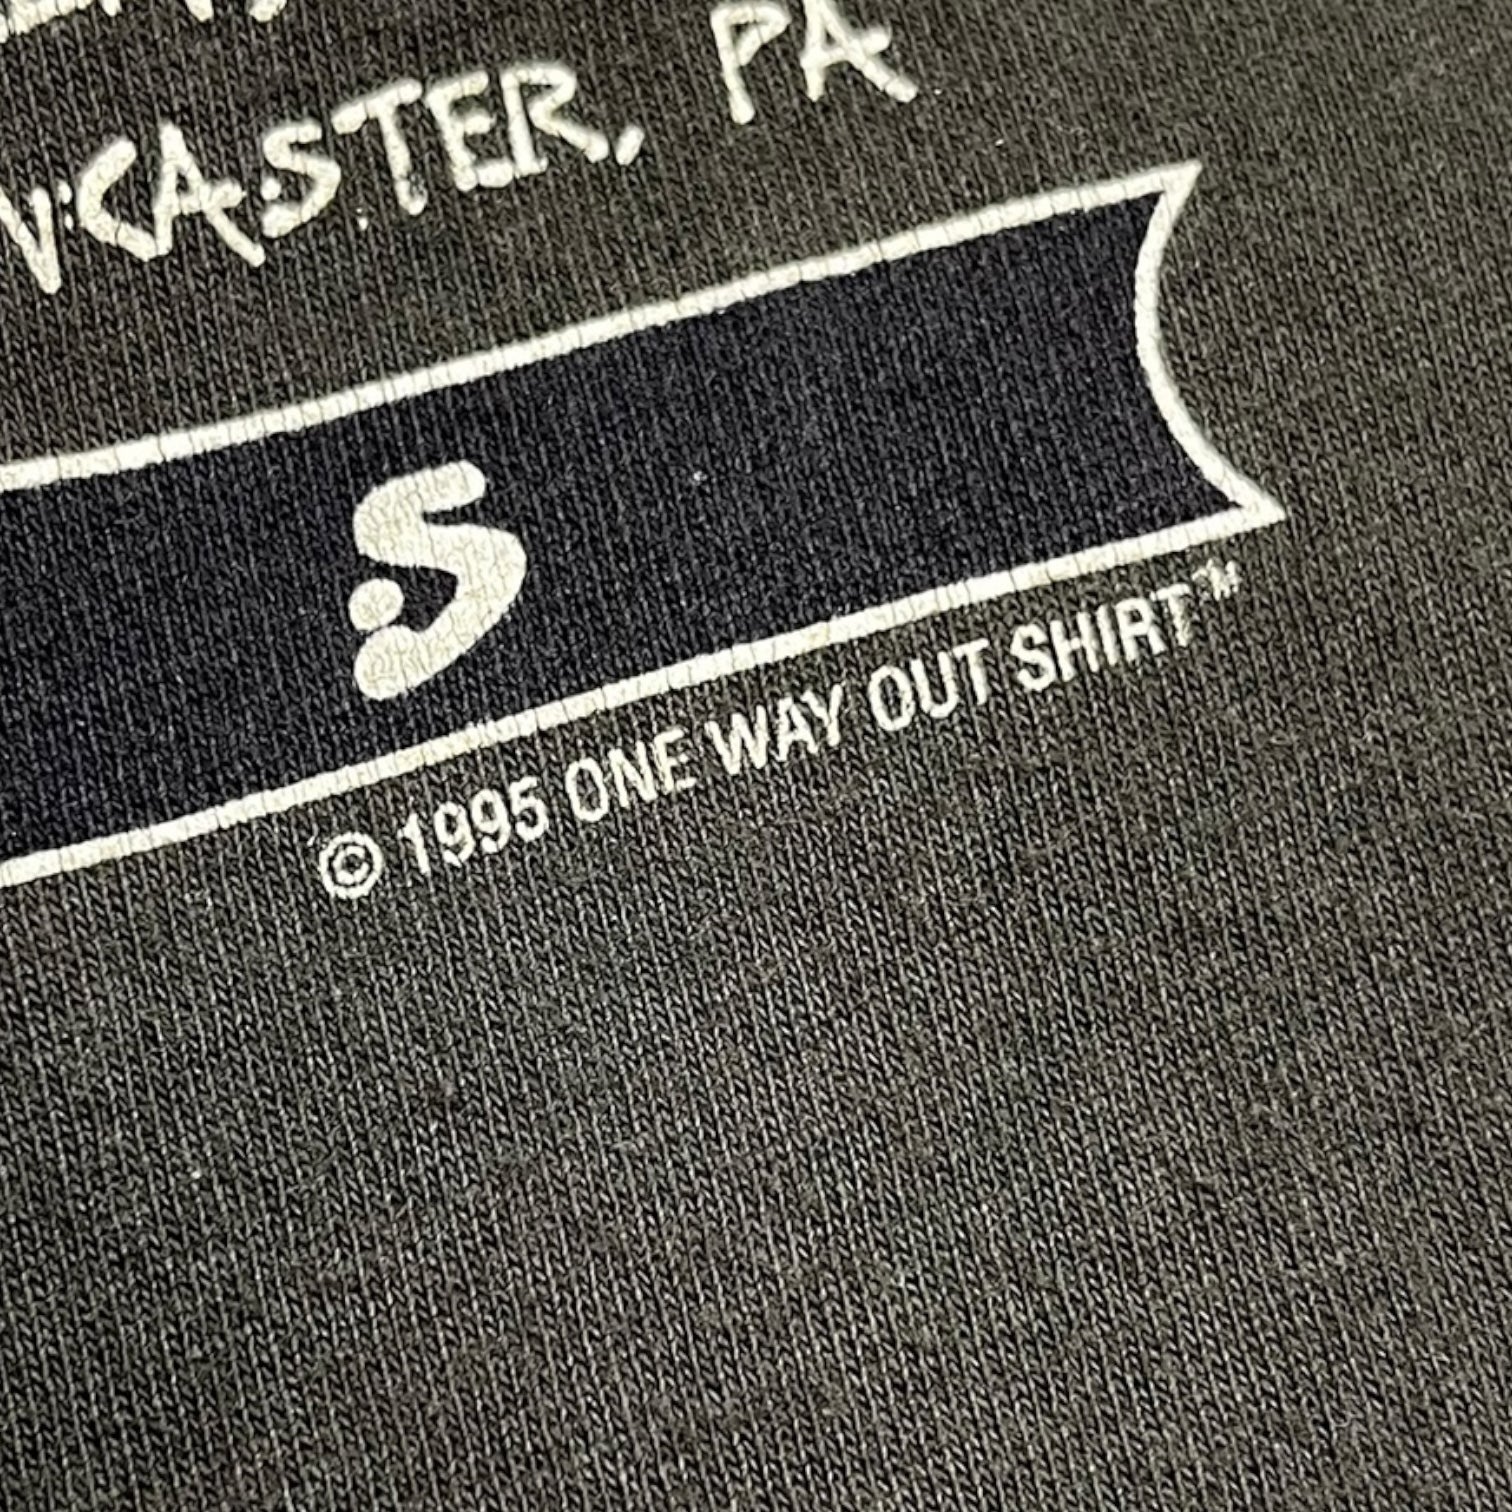 NCASTER, PA
S
© 1995 ONE WAY OUT SHIRT™